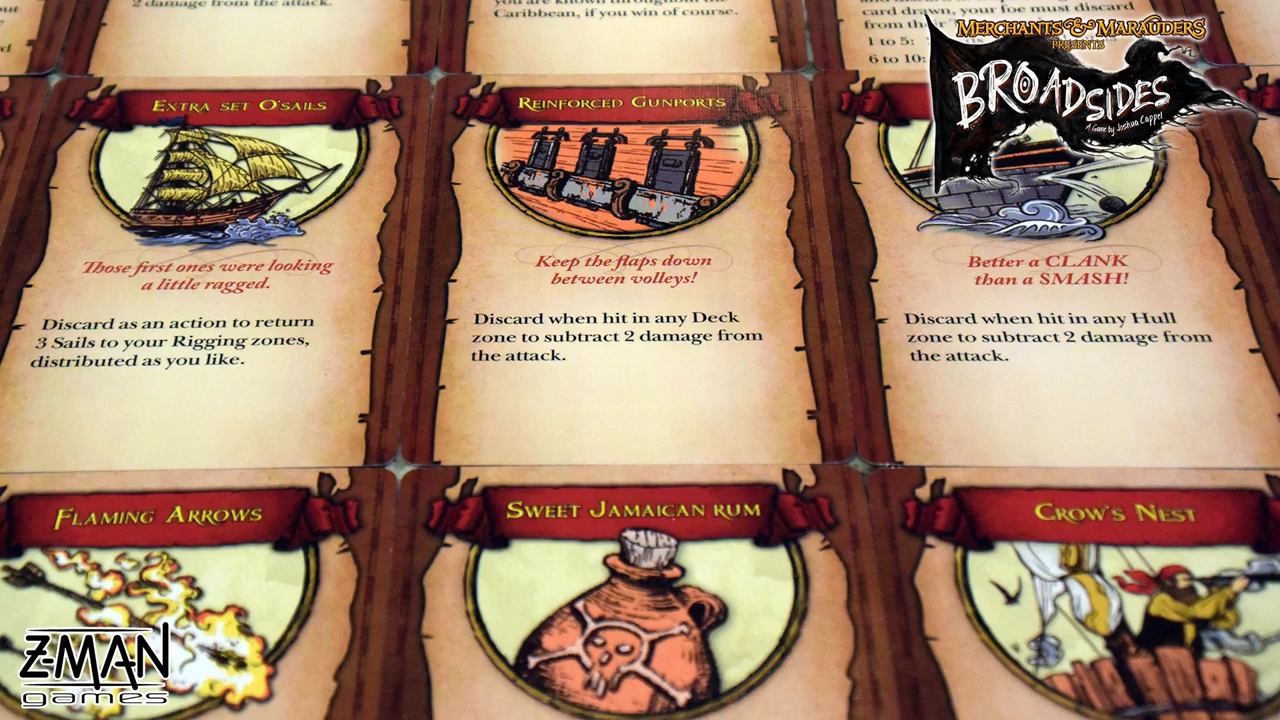 2 damage from the attack.
you are known throughout the
Caribbean, if you win of course.
card drawn, your foe must discard
from their
1 to 5:
6 to 10:
MERCHANTS & MARAUDERS
PRESENTS
BROADSIDES
A Game by Joshua Cappel
EXTRA SET O'SAILS
Those first ones were looking
a little ragged.
Discard as an action to return
3 Sails to your Rigging zones,
distributed as you like.
REINFORCED GUNPORTS
Keep the flaps down
between volleys!
Discard when hit in any Deck
zone to subtract 2 damage from
the attack.
Better a CLANK
than a SMASH!
Discard when hit in any Hull
zone to subtract 2 damage from
the attack.
FLAMING ARROWS
SWEET JAMAICAN RUM
CROW'S NEST
Z-MAN
games